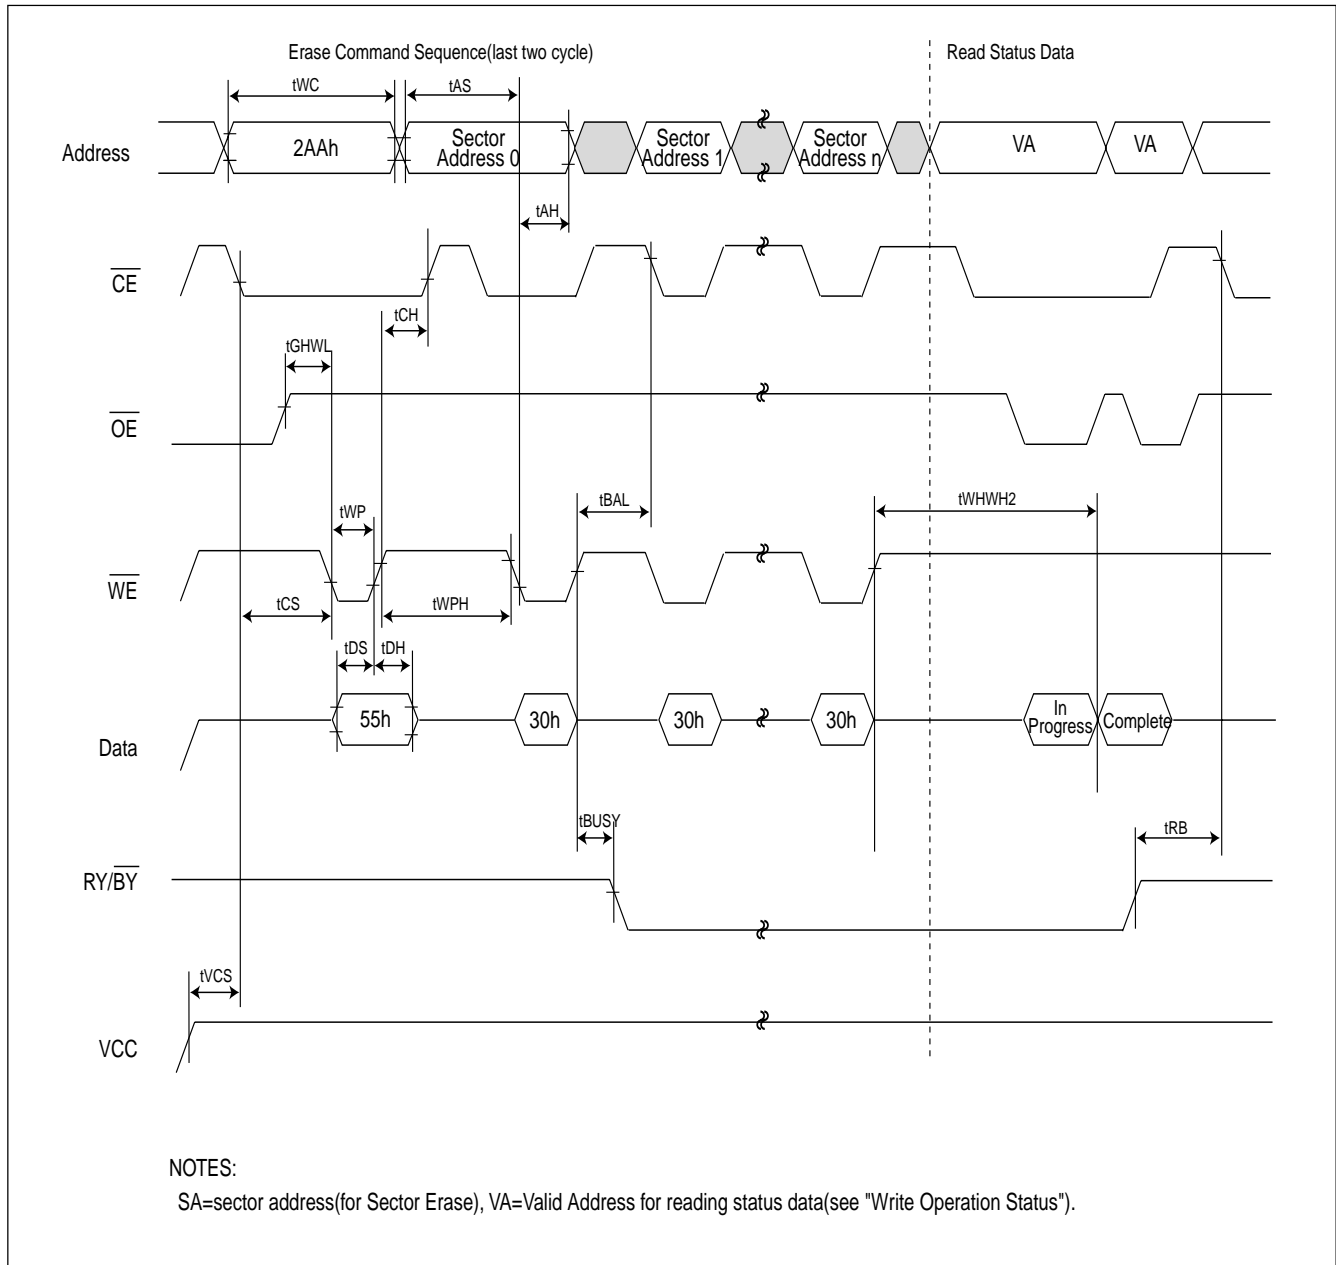 Erase Command Sequence(last two cycle)
Read Status Data
tWC
tAS
Address
2AAh
Sector
Address 0
Sector
Address 1
Sector
Address n
VA
VA
tAH
CE
tCH
tGHWL
OE
tWP
tBAL
tWHWH2
WE
tCS
tWPH
tDS
tDH
Data
55h
30h
30h
30h
In
Progress
Complete
tBUSY
tRB
RY/BY
tVCS
VCC
NOTES:
SA=sector address(for Sector Erase), VA=Valid Address for reading status data(see "Write Operation Status").